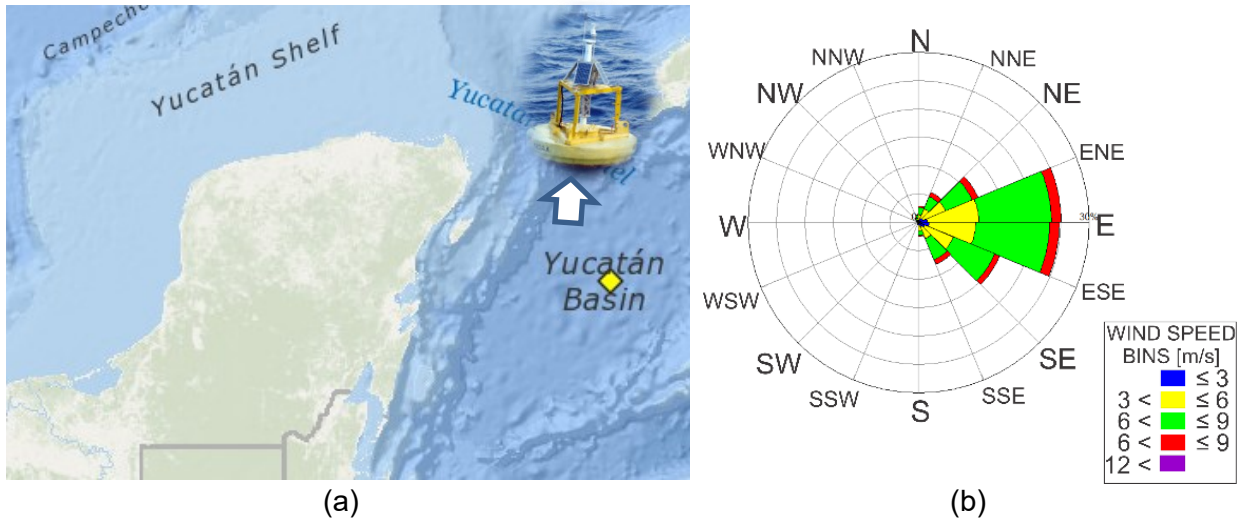 Campeche
Yucatán Shelf
Yucatan
nel
Yucatán
Basin
(a)
N
NNW
NNE
NW
NE
WNW
ENE
W
30%
E
WSW
ESE
SW
SE
SSW
SSE
S
WIND SPEED
BINS [m/s]
≤ 3
3 < ≤ 6
6 < ≤ 9
6 < ≤ 9
12 <
(b)